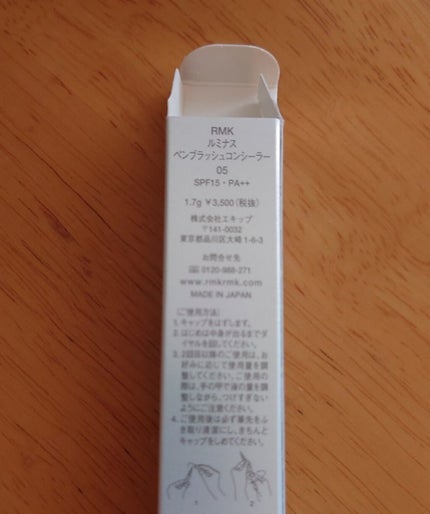 RMK
ルミナス
ペンブラッシュコンシーラー
05
SPF15・PA++
1.7g ¥3,500(税抜)
株式会社エキップ
〒141-0032
東京都品川区大崎1-6-3
お問合せ先
0120-988-271
www.rmkrmk.com
MADE IN JAPAN
〈ご使用方法〉
1. キャップをはずします。
2. はじめは中身が出るまでダ
イヤルを回してください。
3. 2回目以降のご使用は、お
好みに応じて使用量を調
整してください。ご使用の
際は、手の甲で液の量を調
整しながら、つけすぎない
ようにご注意ください。
4. ご使用後は必ず筆先をふ
き取り清潔にし、きちんと
キャップをしめてください。
1 2